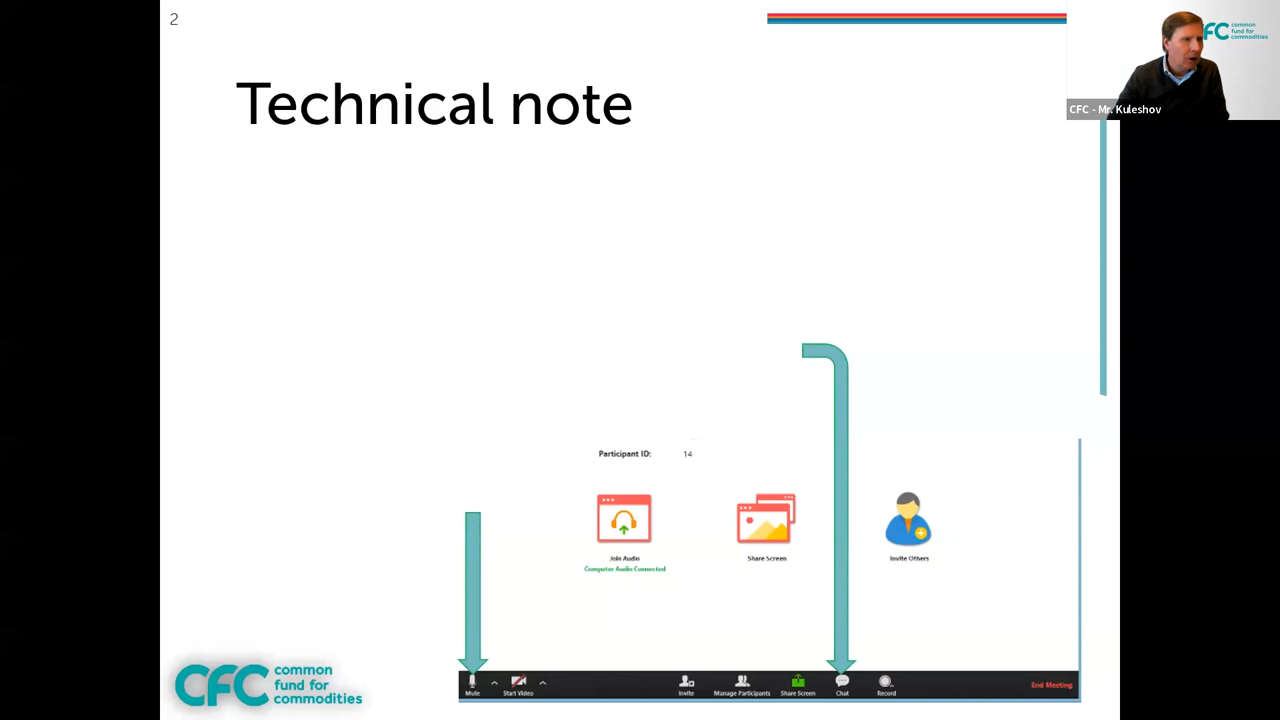 2
Technical note
CFC common
fund for
commodities
CFC - Mr. Kuleshov
Participant ID: 14
Join Audio
Share Screen
Invite Others
Computer Audio Connected
CFC common
fund for
commodities
Mute
Start Video
Invite
Manage Participants
Share Screen
Chat
Record
End Meeting